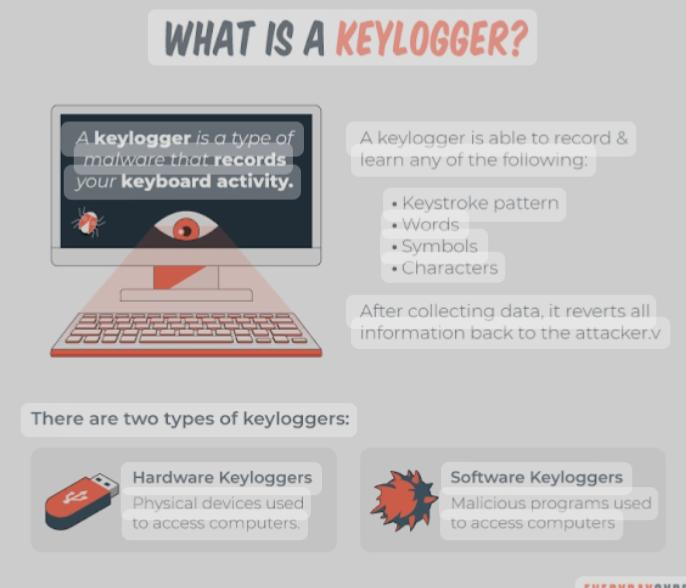 WHAT IS A KEYLOGGER?
A keylogger is a type of
malware that records
your keyboard activity.
A keylogger is able to record &
learn any of the following:
• Keystroke pattern
• Words
• Symbols
• Characters
After collecting data, it reverts all
information back to the attacker.v
There are two types of keyloggers:
Hardware Keyloggers
Physical devices used
to access computers.
Software Keyloggers
Malicious programs used
to access computers